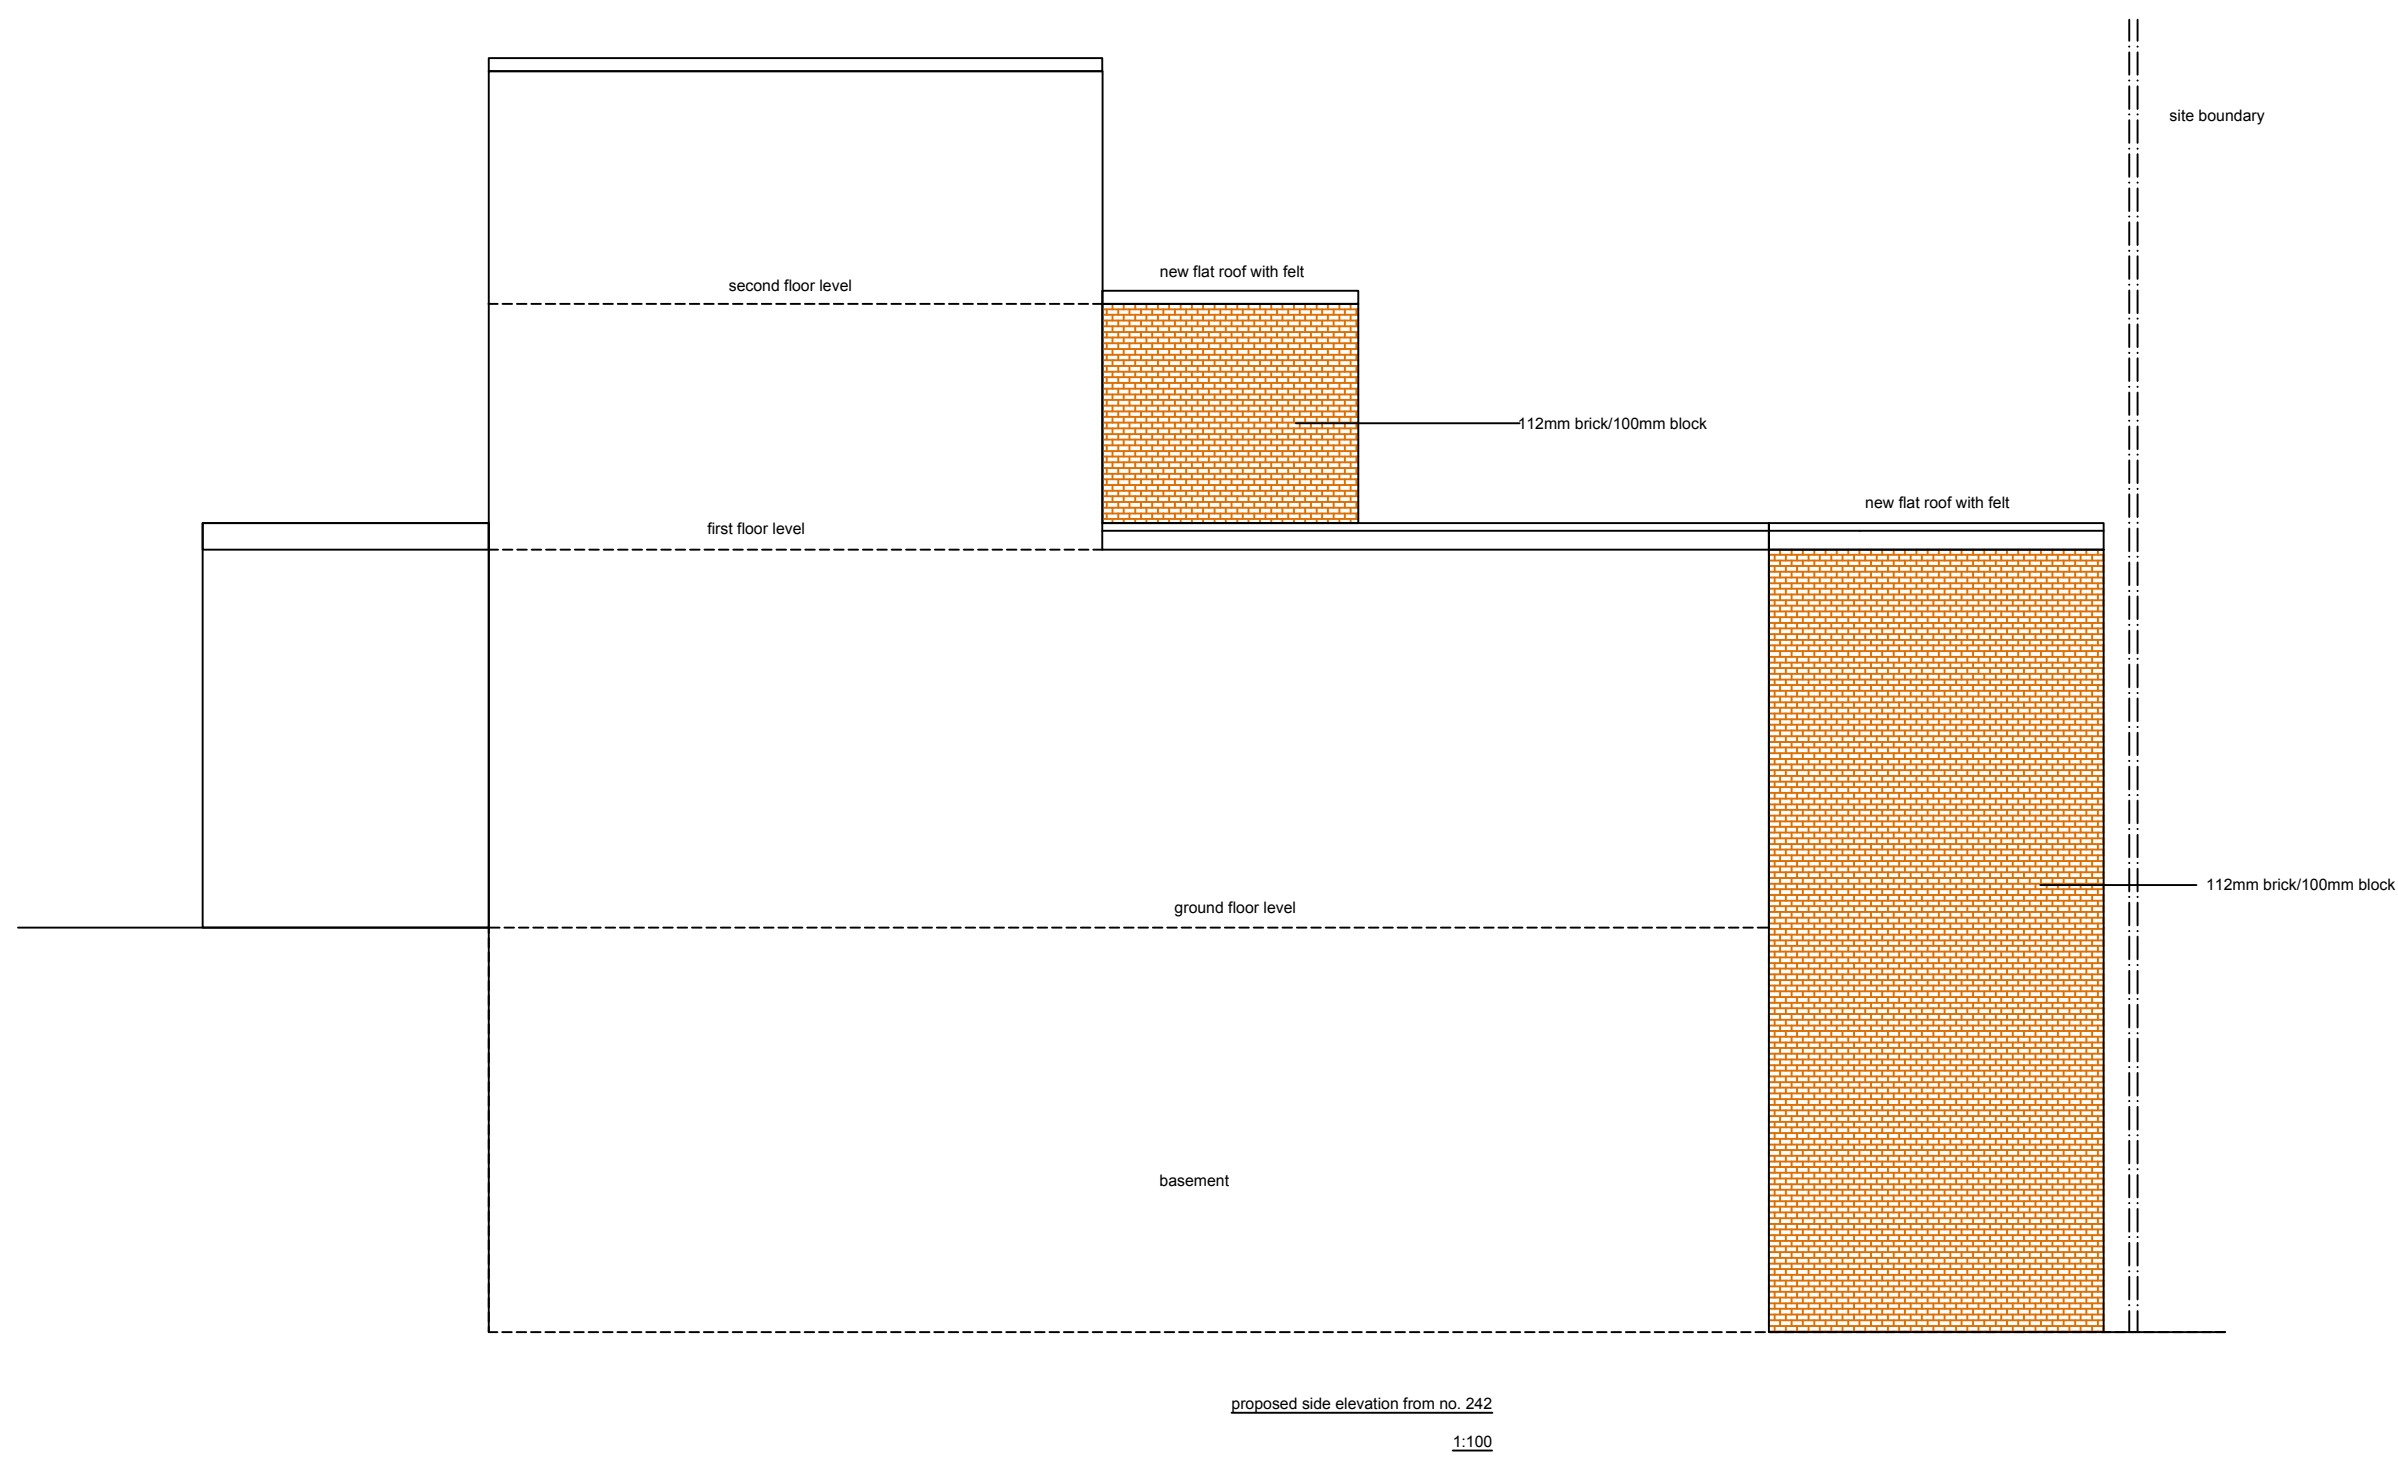 site boundary
new flat roof with felt
second floor level
112mm brick/100mm block
new flat roof with felt
first floor level
112mm brick/100mm block
ground floor level
basement
proposed side elevation from no. 242
1:100